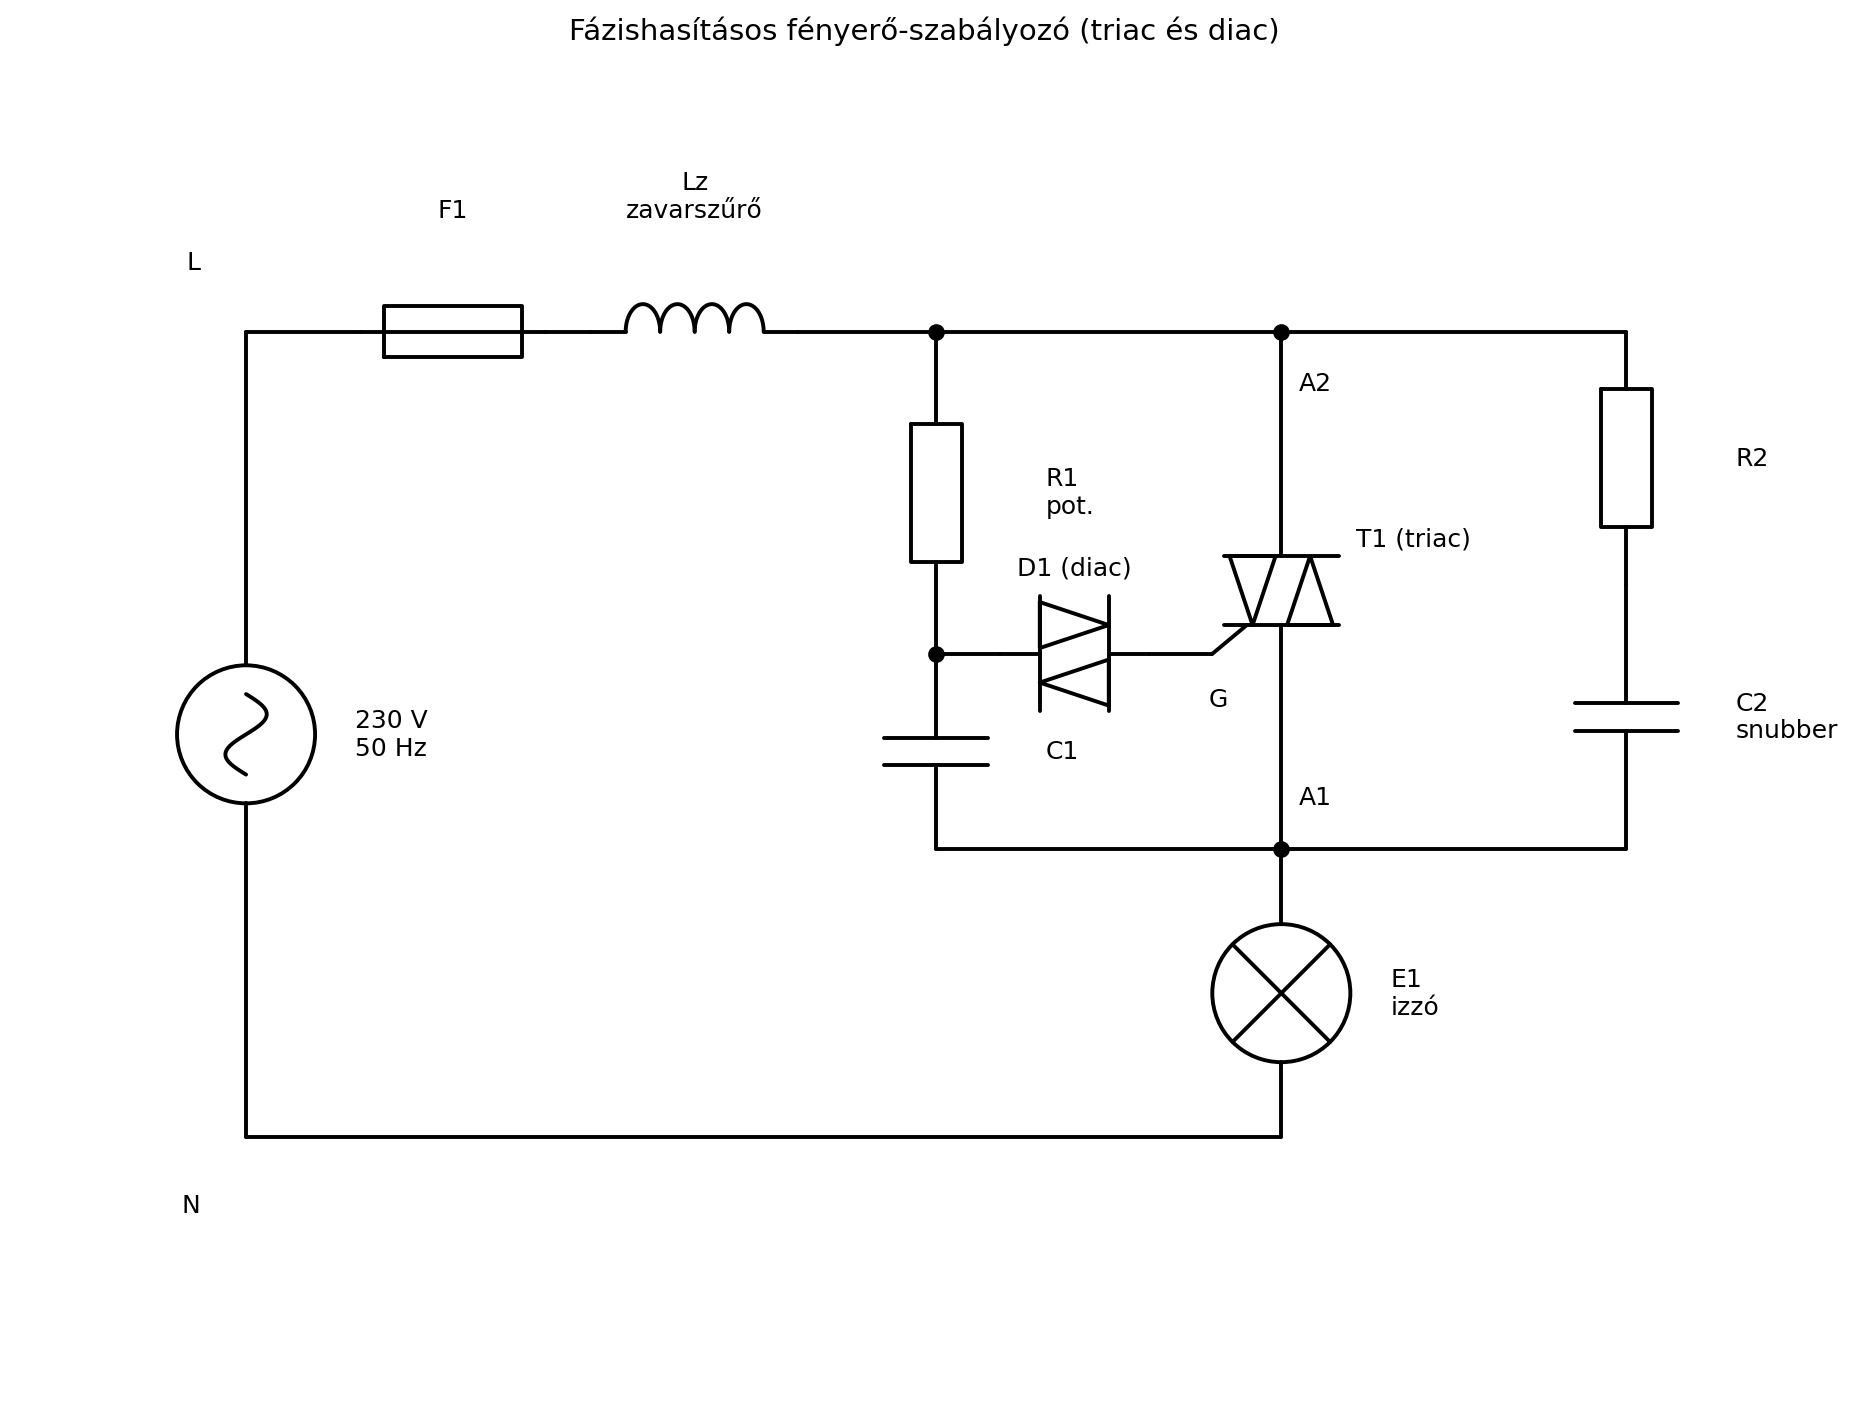 Fázishasításos fényerő-szabályozó (triac és diac)
Lz
zavarszűrő
F1
L
A2
R1
pot.
R2
T1 (triac)
D1 (diac)
G
230 V
50 Hz
C1
C2
snubber
A1
E1
izzó
N